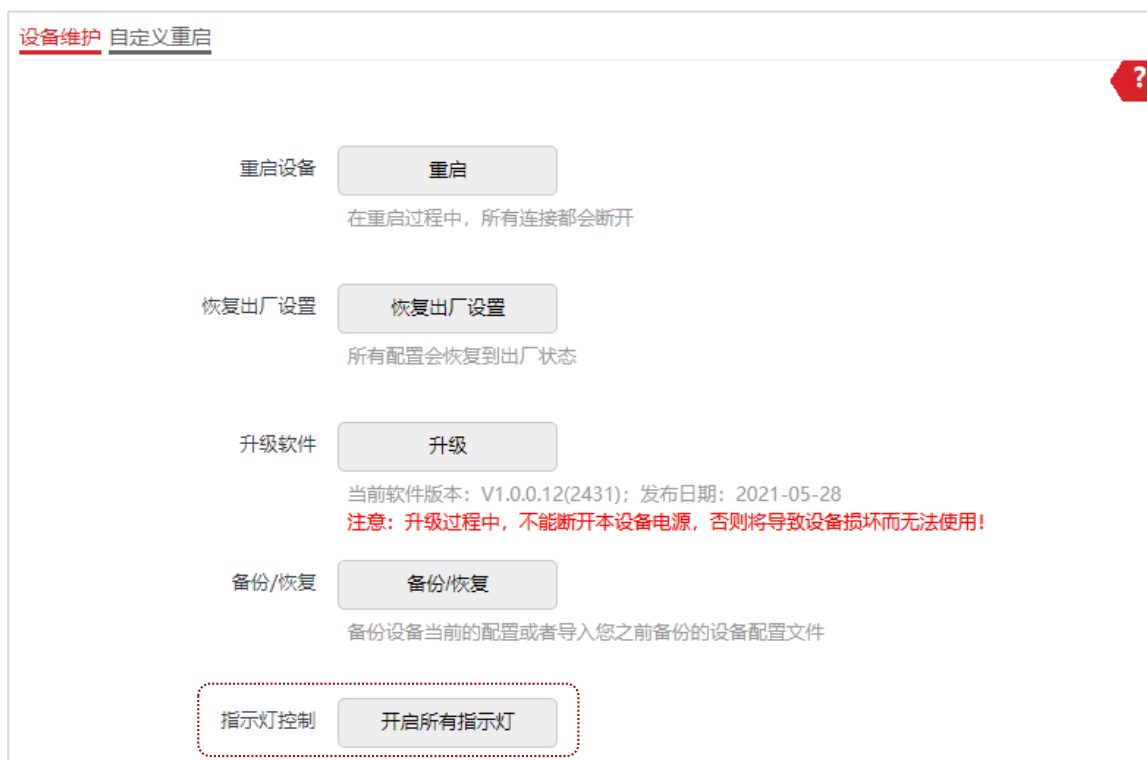 设备维护 自定义重启
?
重启设备 重启
在重启过程中，所有连接都会断开
恢复出厂设置 恢复出厂设置
所有配置会恢复到出厂状态
升级软件 升级
当前软件版本：V1.0.0.12(2431)；发布日期：2021-05-28
注意：升级过程中，不能断开本设备电源，否则将导致设备损坏而无法使用！
备份/恢复 备份/恢复
备份设备当前的配置或者导入您之前备份的设备配置文件
指示灯控制 开启所有指示灯